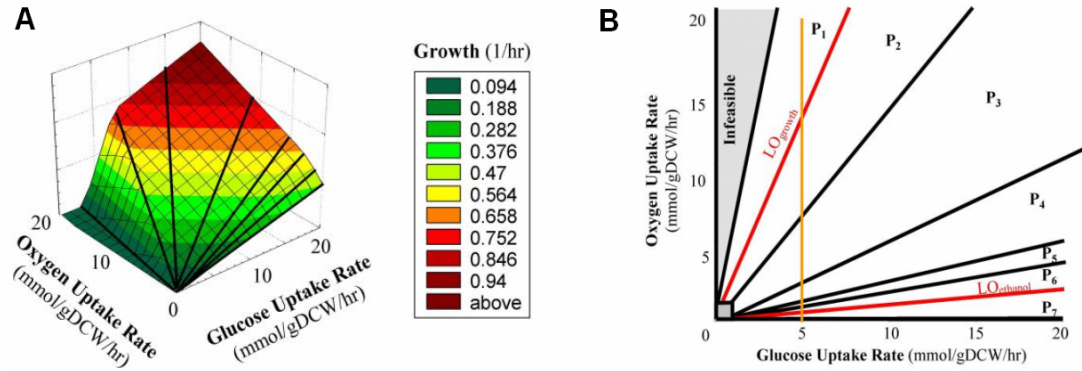 A
20
10
0
10
20
Oxygen Uptake Rate
(mmol/gDCW/hr)
Glucose Uptake Rate
(mmol/gDCW/hr)
Growth (1/hr)
0.094
0.188
0.282
0.376
0.47
0.564
0.658
0.752
0.846
0.94
above
B
Oxygen Uptake Rate
(mmol/gDCW/hr)
20
15
10
5
0
5
10
15
20
Glucose Uptake Rate (mmol/gDCW/hr)
Infeasible
LOgrowth
P1
P2
P3
P4
P5
P6
LOethanol
P7